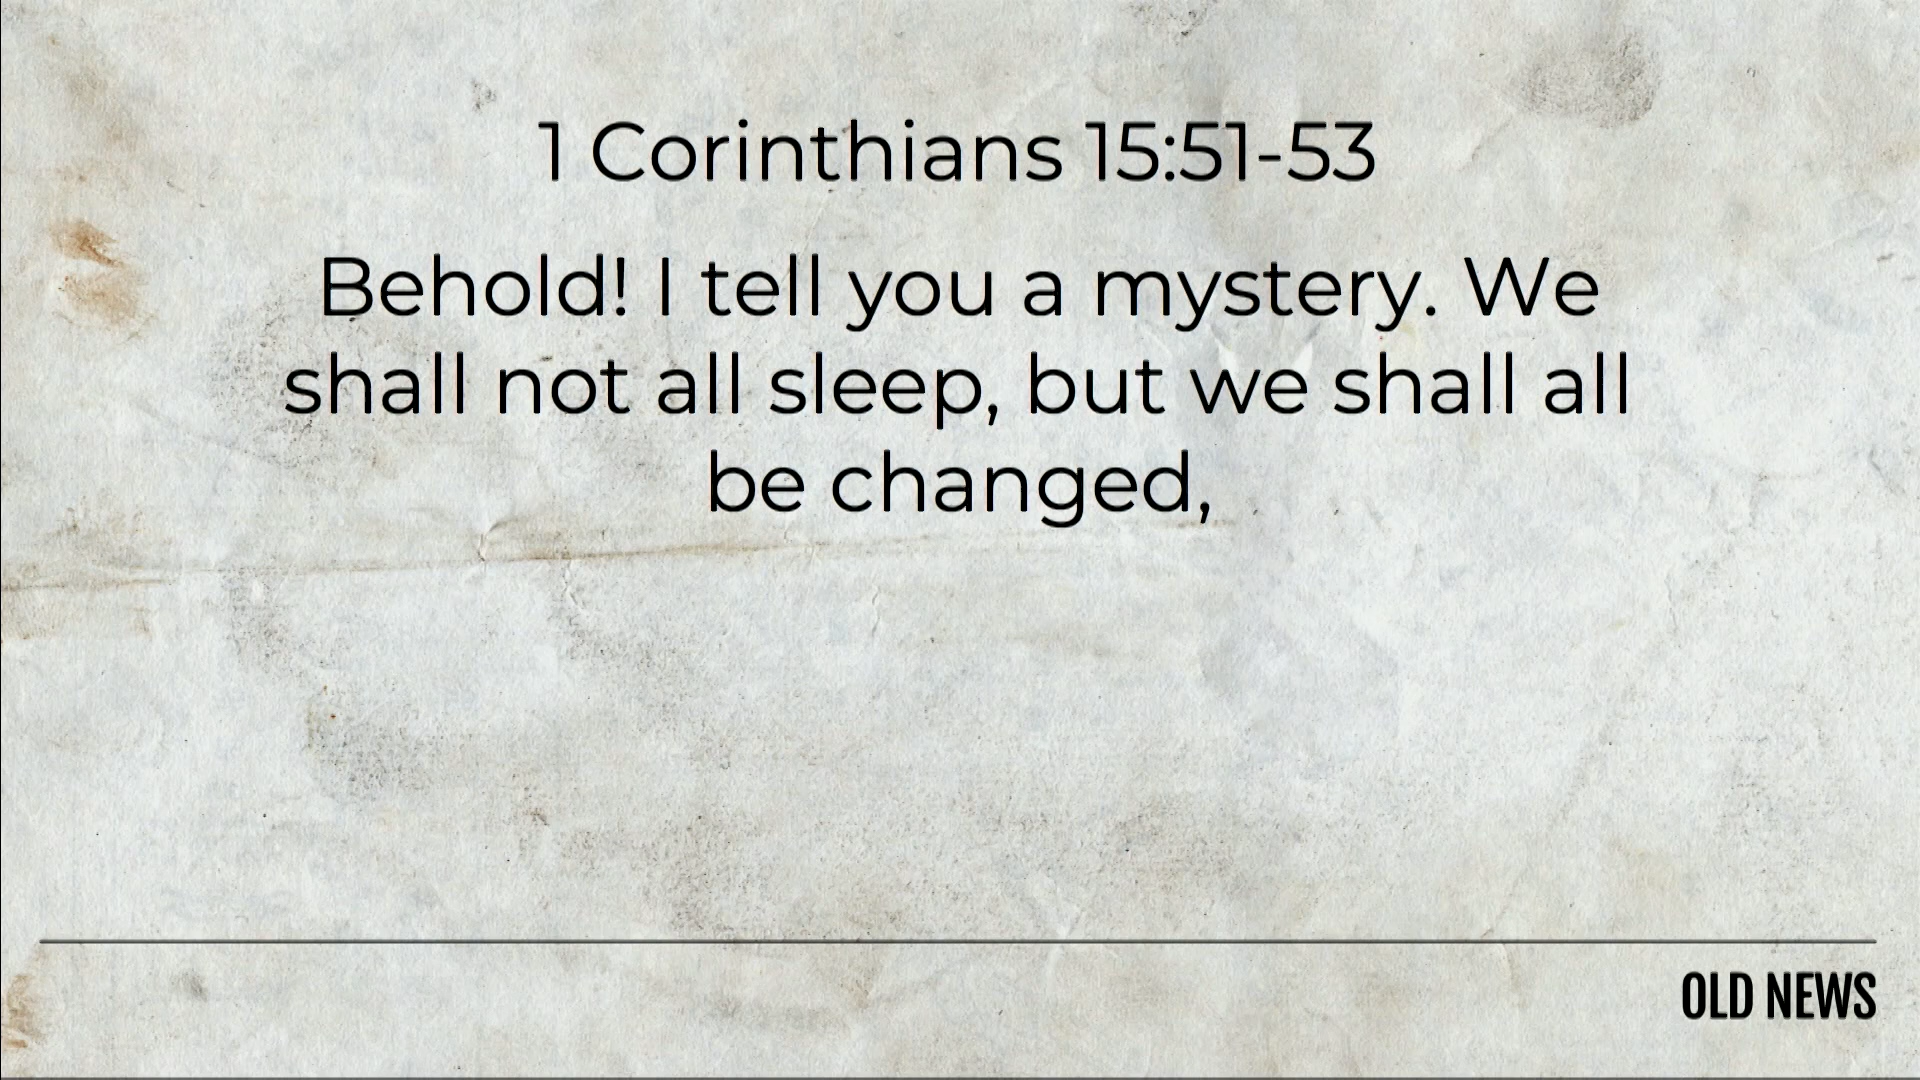 1 Corinthians 15:51-53
Behold! I tell you a mystery. We
shall not all sleep, but we shall all
be changed,
OLD NEWS